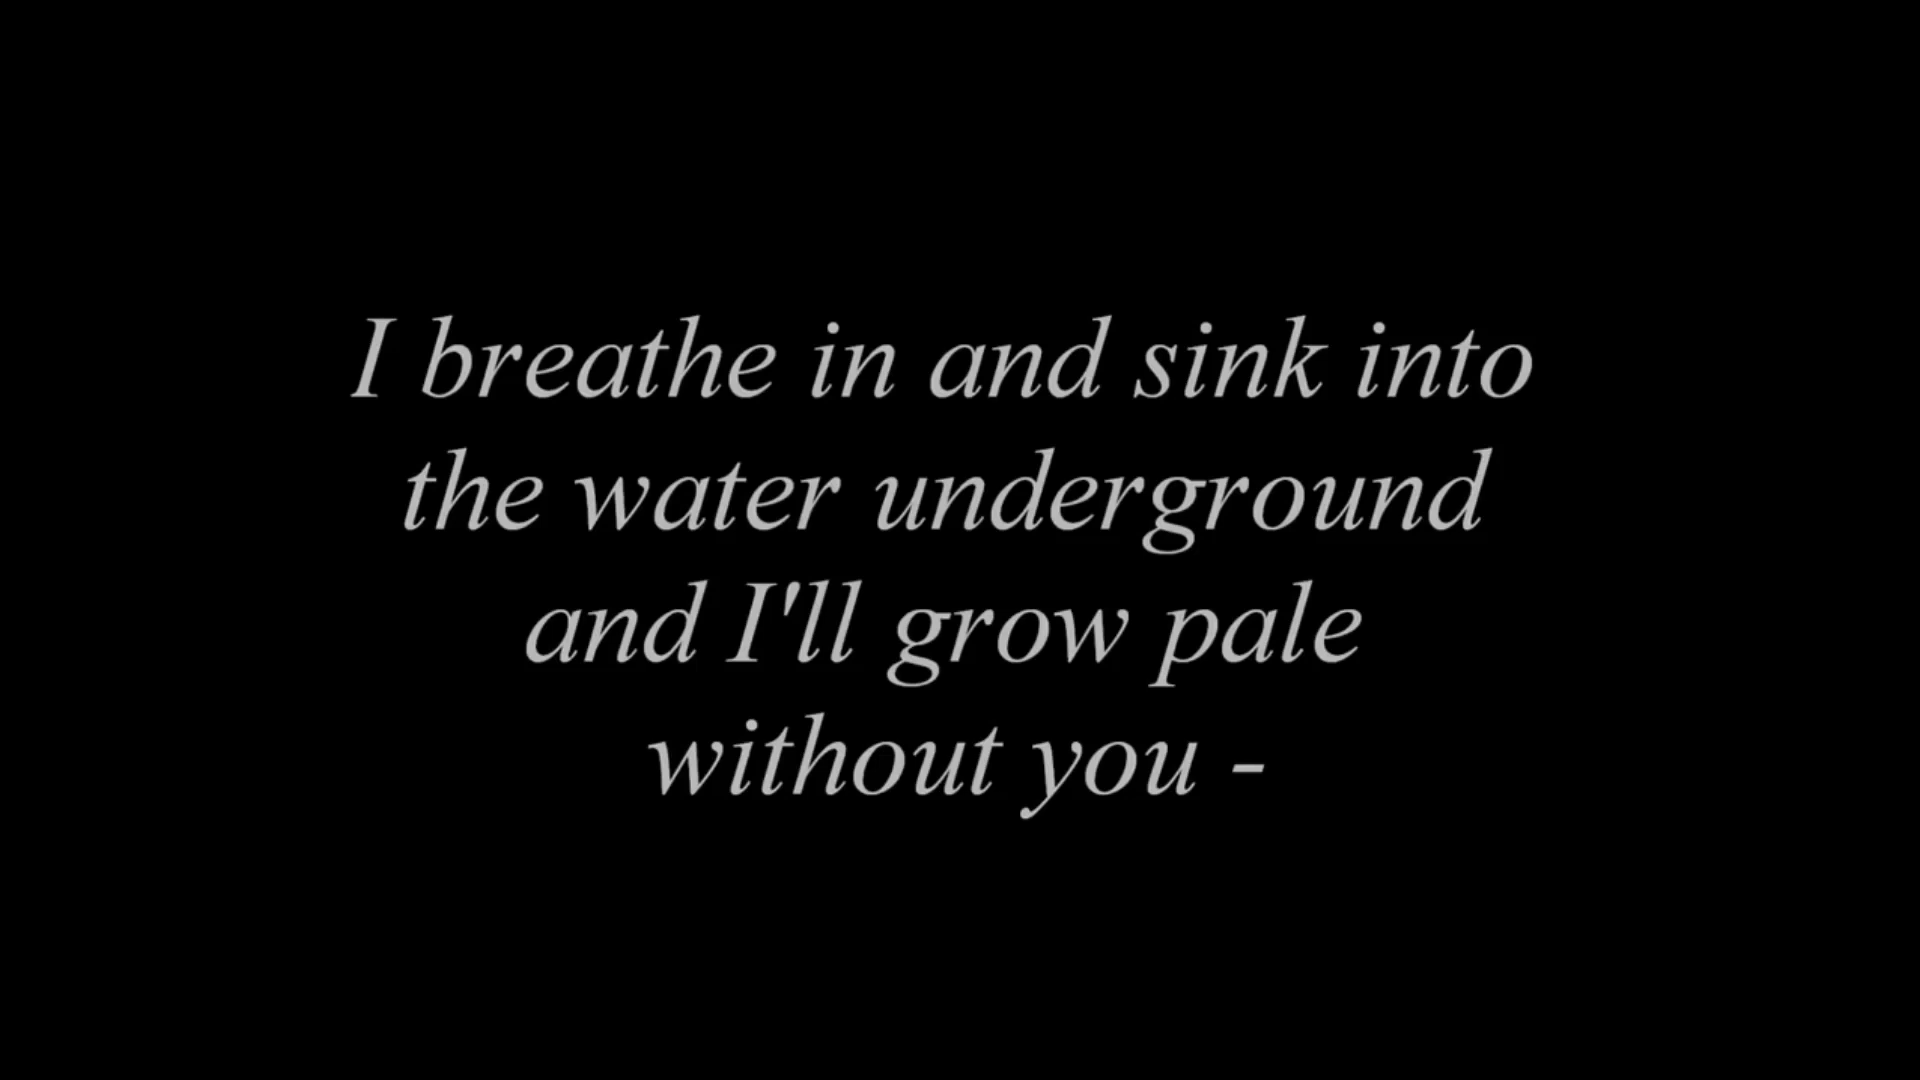 I breathe in and sink into
the water underground
and I'll grow pale
without you -